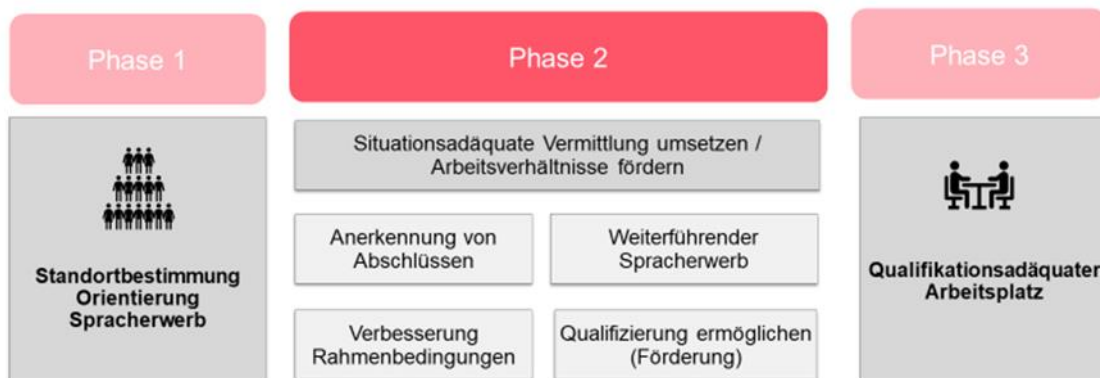 Phase 1
Phase 2
Phase 3
Standortbestimmung
Orientierung
Spracherwerb
Situationsadäquate Vermittlung umsetzen /
Arbeitsverhältnisse fördern
Anerkennung von
Abschlüssen
Weiterführender
Spracherwerb
Verbesserung
Rahmenbedingungen
Qualifizierung ermöglichen
(Förderung)
Qualifikationsadäquater
Arbeitsplatz